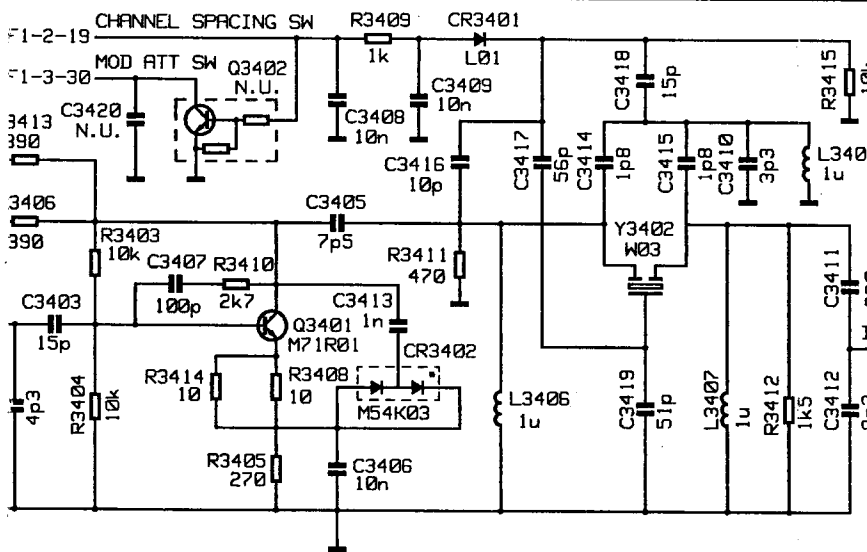 CHANNEL SPACING SW
F1-2-19
MOD ATT SW
F1-3-30
Q3402
N.U.
C3420
N.U.
R3409
1k
CR3401
L01
C3408
10n
C3409
10n
C3418
15p
R3415
10k
3413
390
3406
390
C3405
7p5
C3416
10p
C3417
56p
C3414
1p8
C3415
1p8
C3410
3p3
L340
1u
Y3402
W03
R3403
10k
C3407
100p
R3410
2k7
R3411
470
C3413
1n
C3403
15p
Q3401
M71R01
CR3402
M54K03
C3411
4p3
R3404
10k
R3414
10
R3408
10
L3406
1u
C3419
51p
L3407
1u
R3412
1k5
C3412
R3405
270
C3406
10n